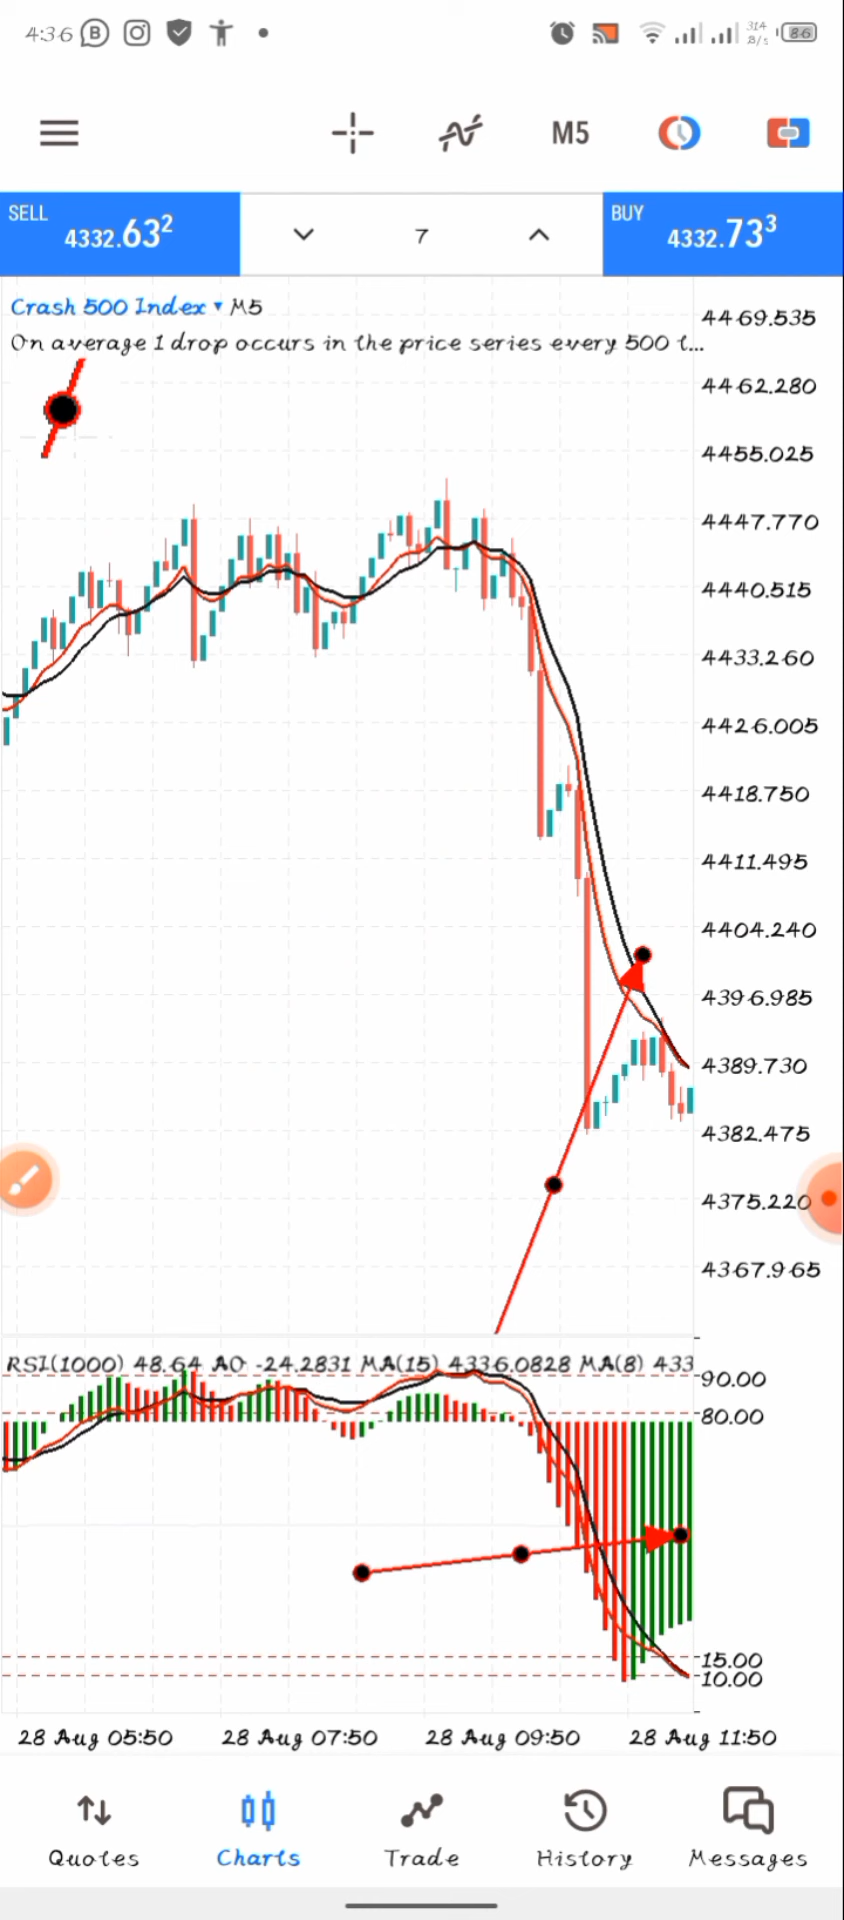 4:36
314
B/s
86
M5
SELL
4332.632
7
BUY
4332.733
Crash 500 Index ▾ M5
On average 1 drop occurs in the price series every 500 t...
4469.535
4462.280
4455.025
4447.770
4440.515
4433.260
4426.005
4418.750
4411.495
4404.240
4396.985
4389.730
4382.475
4375.220
4367.965
RSI(1000) 48.64 AO -24.2831 MA(15) 4336.0828 MA(8) 433
90.00
80.00
15.00
10.00
28 Aug 05:50
28 Aug 07:50
28 Aug 09:50
28 Aug 11:50
Quotes
Charts
Trade
History
Messages